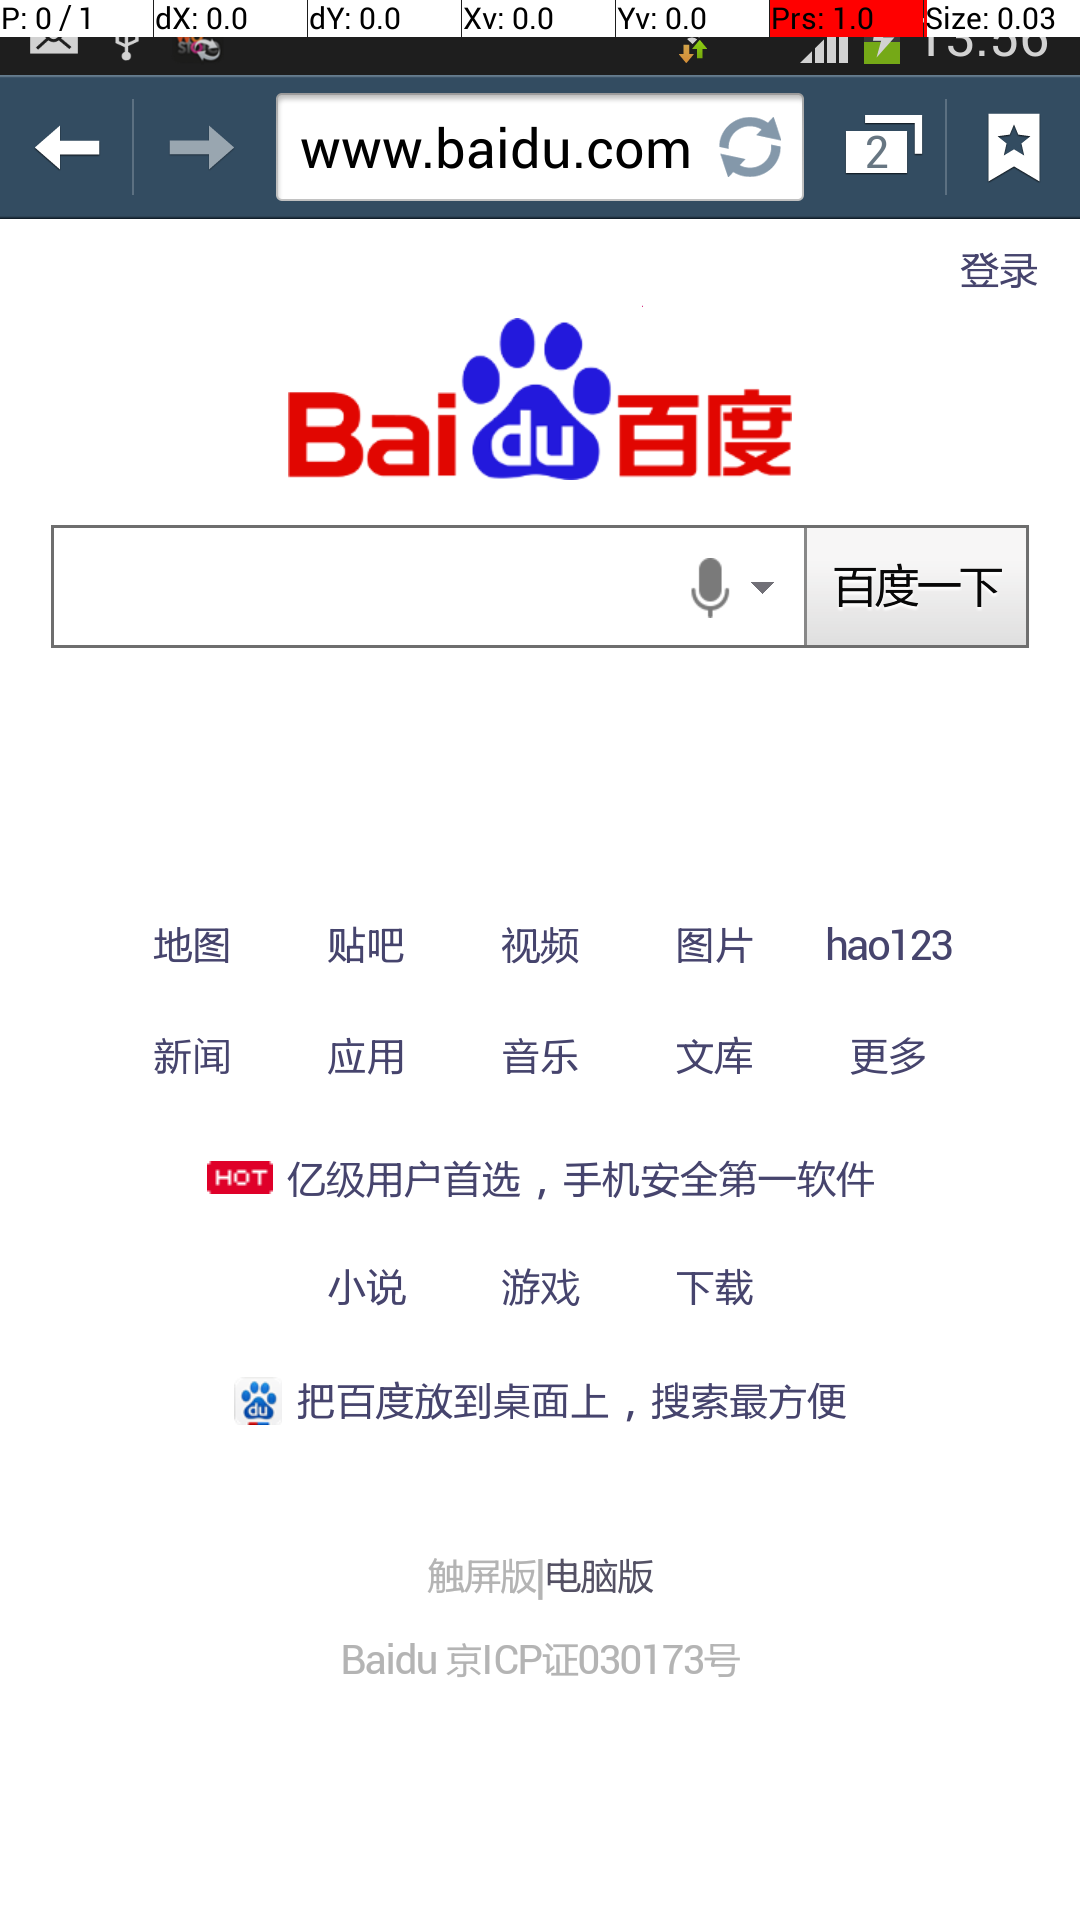 P: 0 / 1 dX: 0.0 dY: 0.0 Xv: 0.0 Yv: 0.0 Prs: 1.0 Size: 0.03
13:56
www.baidu.com 2
登录
Bai du 百度
百度一下
地图 贴吧 视频 图片 hao123
新闻 应用 音乐 文库 更多
HOT 亿级用户首选，手机安全第一软件
小说 游戏 下载
du 把百度放到桌面上，搜索最方便
触屏版|电脑版
Baidu 京ICP证030173号